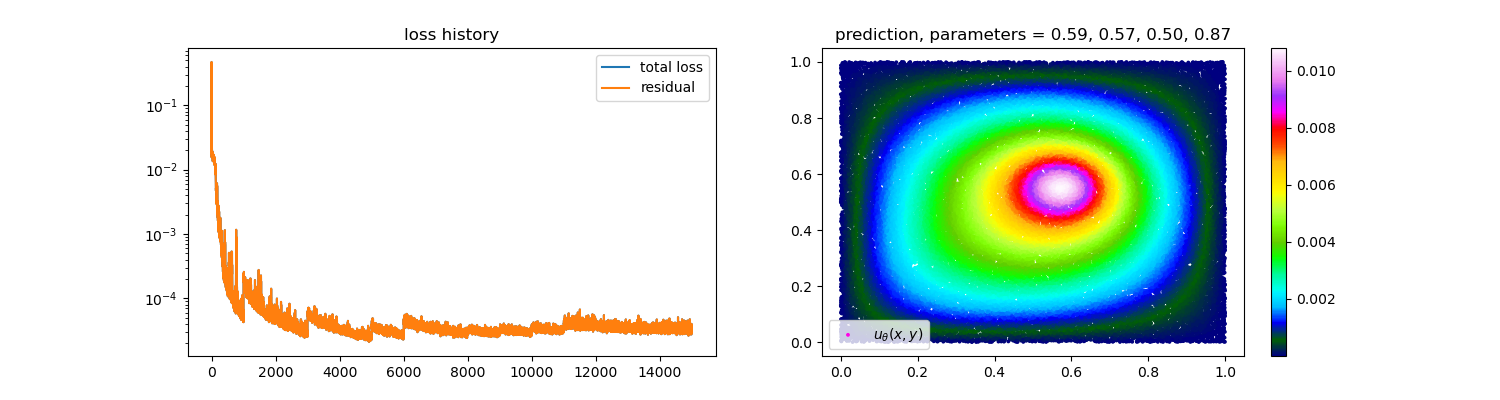 loss history
10⁻¹
10⁻²
10⁻³
10⁻⁴
0 2000 4000 6000 8000 10000 12000 14000
total loss
residual
prediction, parameters = 0.59, 0.57, 0.50, 0.87
1.0
0.8
0.6
0.4
0.2
0.0
0.0 0.2 0.4 0.6 0.8 1.0
u_θ(x, y)
0.010
0.008
0.006
0.004
0.002